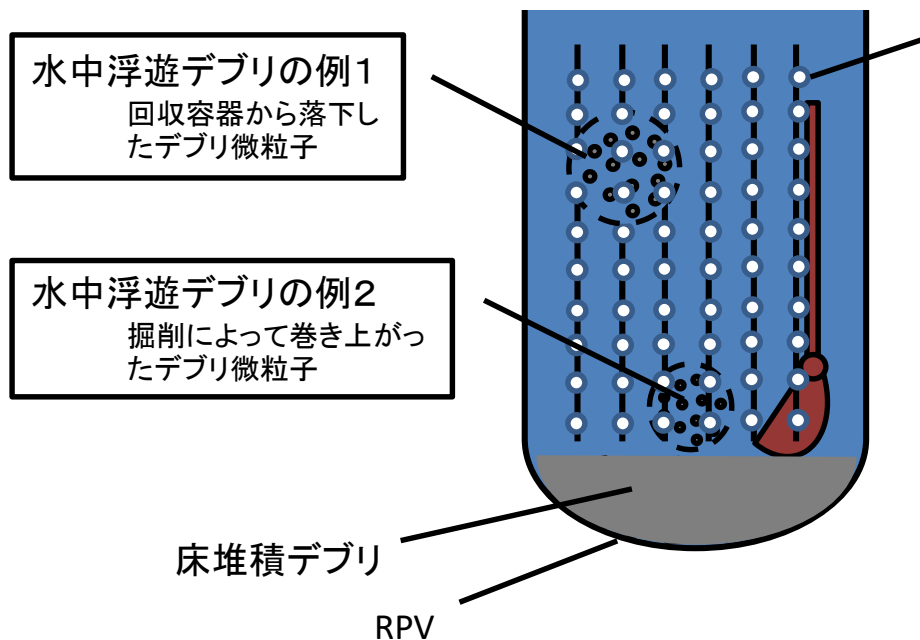 水中浮遊デブリの例1
回収容器から落下し
たデブリ微粒子
水中浮遊デブリの例2
掘削によって巻き上がっ
たデブリ微粒子
床堆積デブリ
RPV